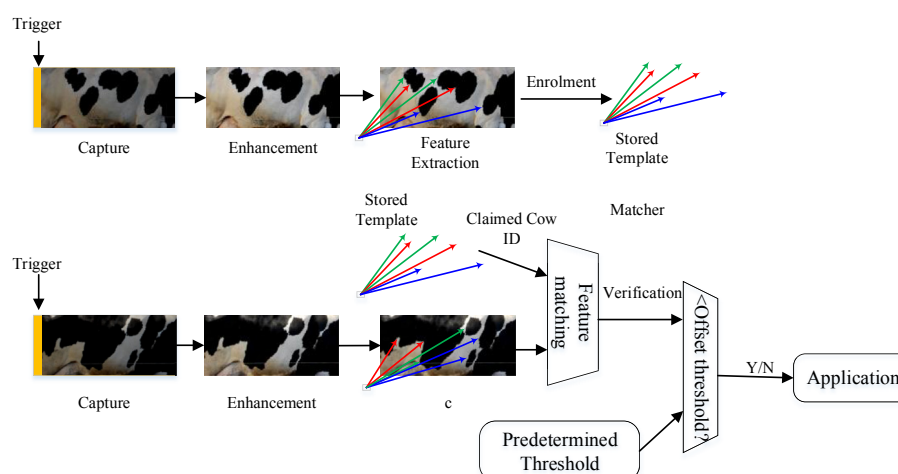 Trigger
Enrolment
Capture
Enhancement
Feature
Extraction
Stored
Template
Stored
Template
Claimed Cow
ID
Matcher
Trigger
Feature
matching
Verification
<Offset threshold?
Y/N
Application
Capture
Enhancement
c
Predetermined
Threshold